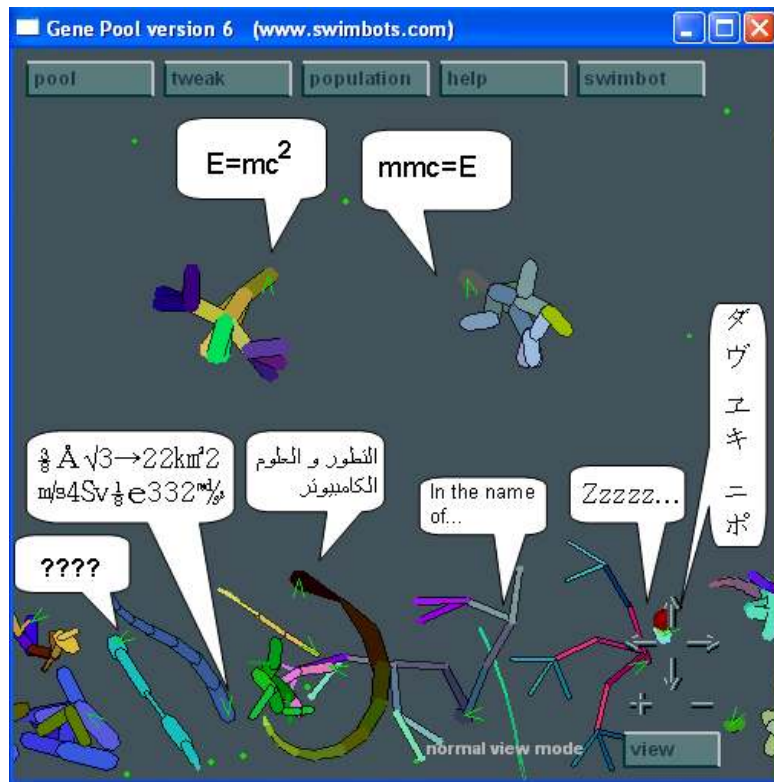 Gene Pool version 6 (www.swimbots.com)
pool tweak population help swimbot
E=mc²
mmc=E
ダヴヱキニポ
⅜ Å √3→22km²2
m/s4Sv⅛e332
التطور و العلوم
الكامبيوتر
In the name
of...
Zzzzz...
????
normal view mode view